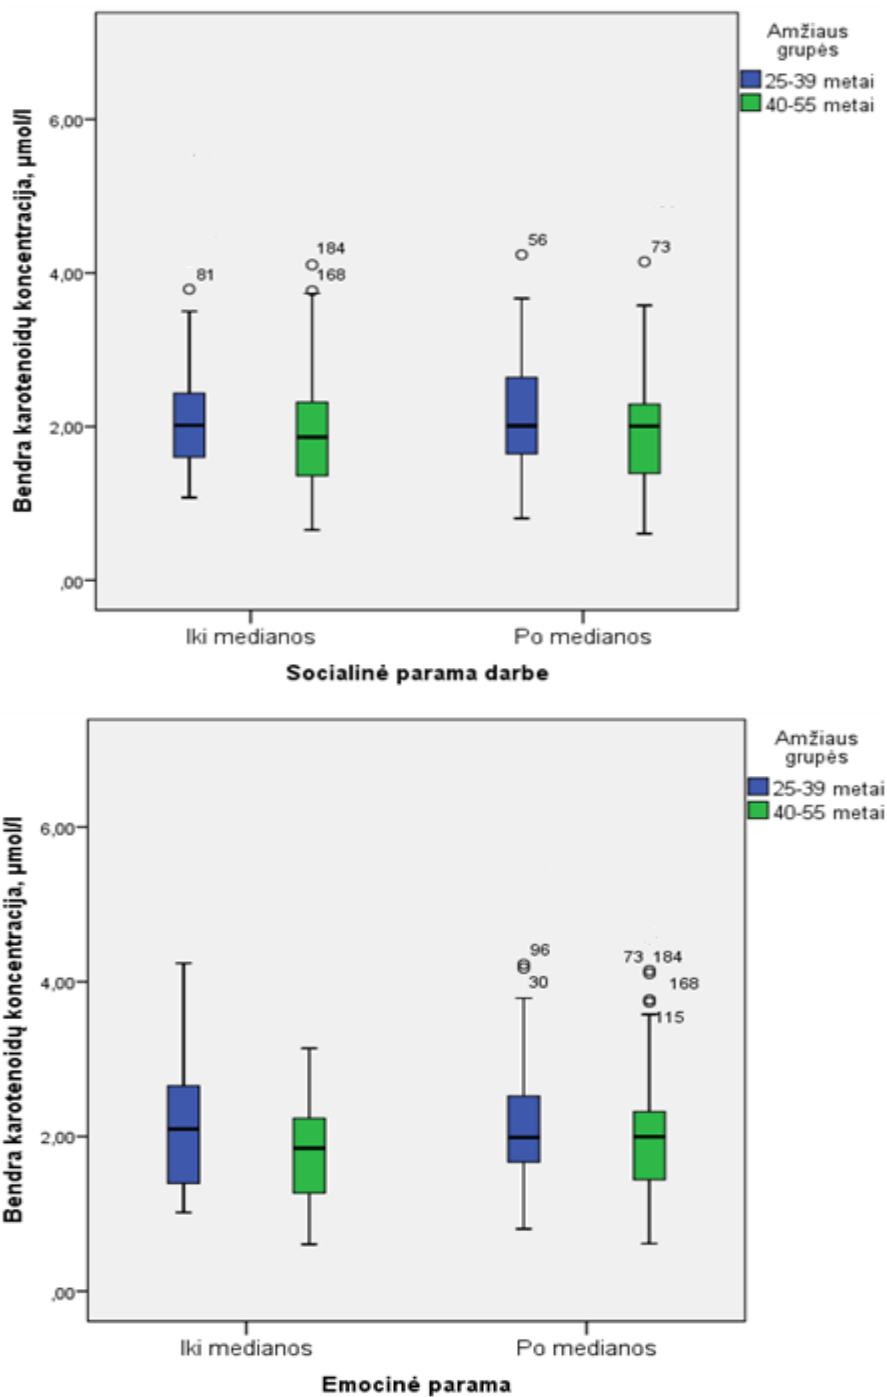 Amžiaus
grupės
25-39 metai
40-55 metai
Bendra karotenoidų koncentracija, µmol/l
6,00
4,00
2,00
,00
81
184
168
56
73
Iki medianos
Po medianos
Socialinė parama darbe
Amžiaus
grupės
25-39 metai
40-55 metai
Bendra karotenoidų koncentracija, µmol/l
6,00
4,00
2,00
,00
96
30
73 184
168
115
Iki medianos
Po medianos
Emocinė parama